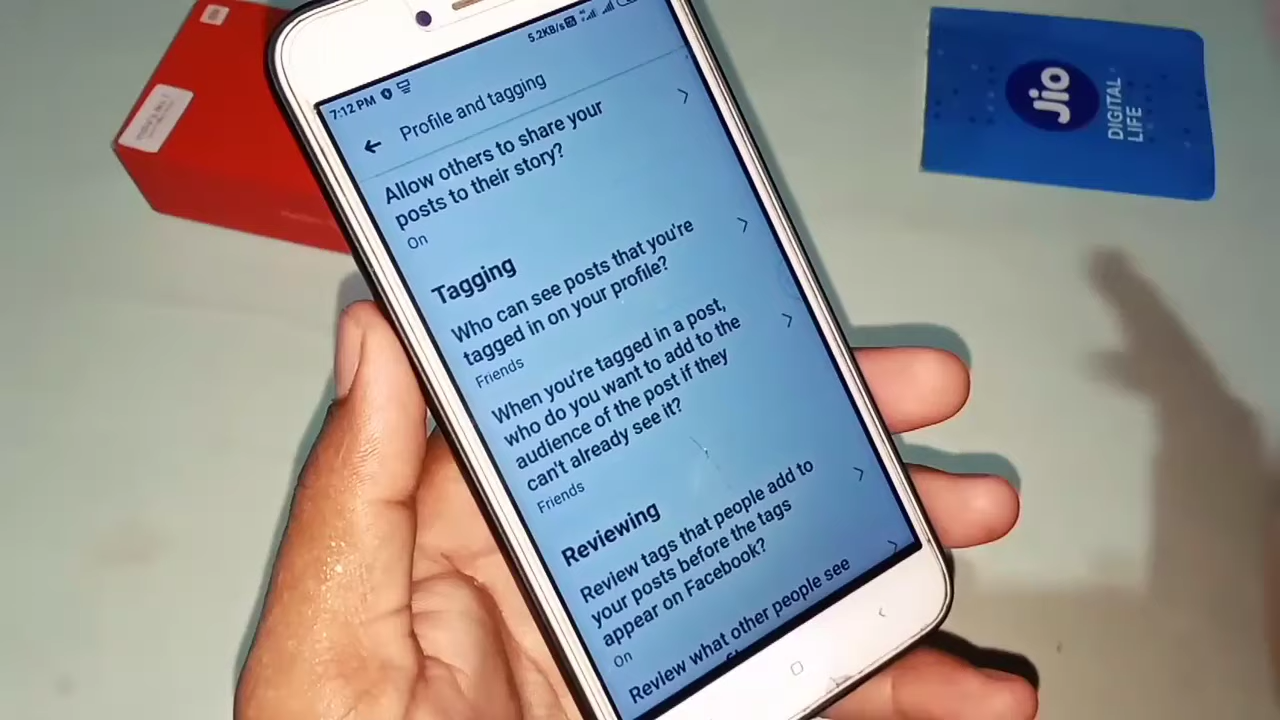 7:12 PM
5.2KB/s
Profile and tagging
Allow others to share your
posts to their story?
On
Tagging
Who can see posts that you're
tagged in on your profile?
Friends
When you're tagged in a post,
who do you want to add to the
audience of the post if they
can't already see it?
Friends
Reviewing
Review tags that people add to
your posts before the tags
appear on Facebook?
On
Review what other people see
Jio
DIGITAL
LIFE